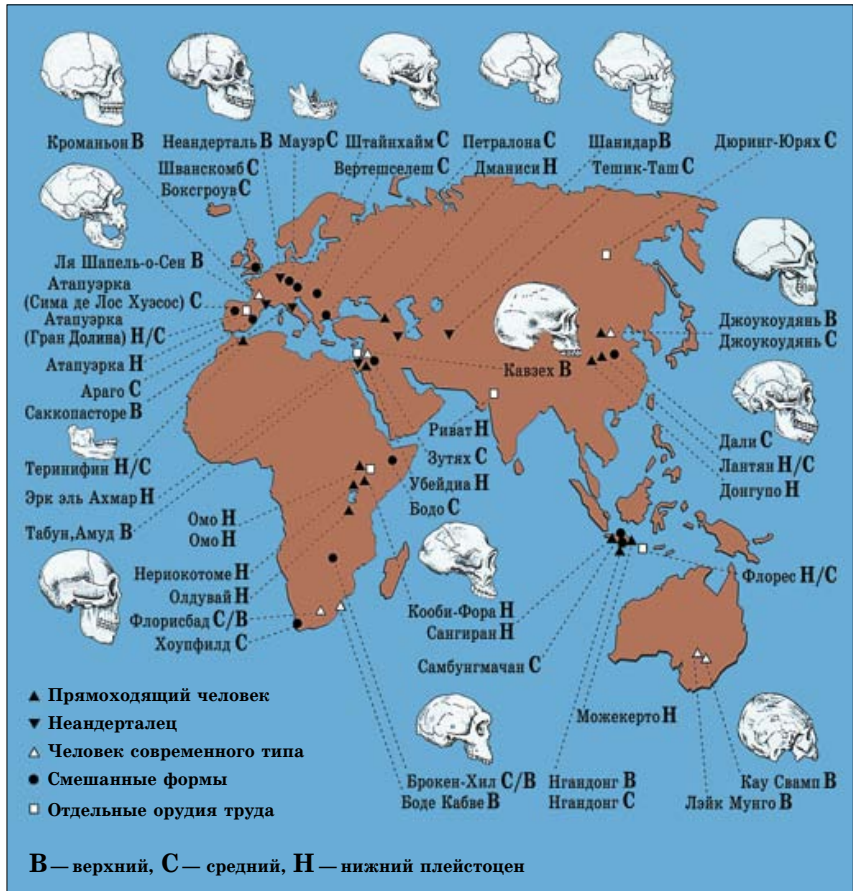 Кроманьон В
Неандерталь В
Мауэр С
Штайнхайм С
Петралона С
Шанидар В
Дюринг-Юрях С
Шванскомб С
Вертешселеш С
Дманиси Н
Тешик-Таш С
Боксгроув С
Ля Шапель-о-Сен В
Атапуэрка
(Сима де Лос Хуэсос) С
Атапуэрка
(Гран Долина) Н/С
Атапуэрка Н
Араго С
Саккопасторе В
Джоукоудянь В
Джоукоудянь С
Кавзех В
Теринифин Н/С
Эрк эль Ахмар Н
Табун,Амуд В
Риват Н
Зутях С
Убейдиа Н
Бодо С
Дали С
Лантян Н/С
Донгупо Н
Омо Н
Омо Н
Нериокотоме Н
Олдувай Н
Флорисбад С/В
Хоупфилд С
Кооби-Фора Н
Сангиран Н
Самбунгмачан С
Флорес Н/С
Можекерто Н
Брокен-Хил С/В
Боде Кабве В
Нгандонг В
Нгандонг С
Кау Свамп В
Лэйк Мунго В
Прямоходящий человек
Неандерталец
Человек современного типа
Смешанные формы
Отдельные орудия труда
В — верхний, С — средний, Н — нижний плейстоцен